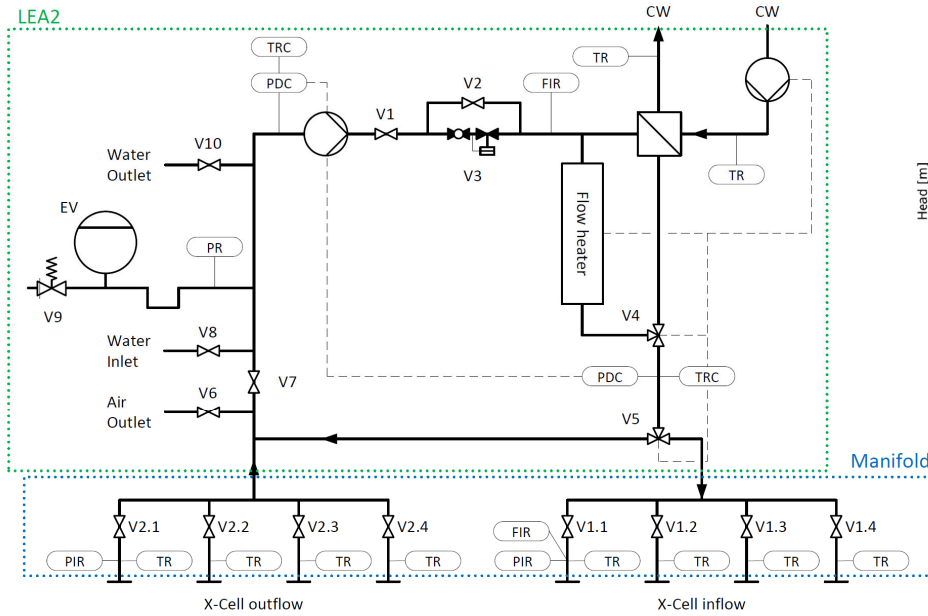 LEA2
CW
CW
TRC
TR
PDC
V2
FIR
V1
V10
Water
Outlet
V3
TR
EV
Flow heater
Head [m]
PR
V9
V4
V8
Water
Inlet
V7
PDC
TRC
V6
Air
Outlet
V5
Manifold
V2.1
V2.2
V2.3
V2.4
FIR
V1.1
V1.2
V1.3
V1.4
PIR
TR
TR
TR
TR
PIR
TR
TR
TR
TR
X-Cell outflow
X-Cell inflow